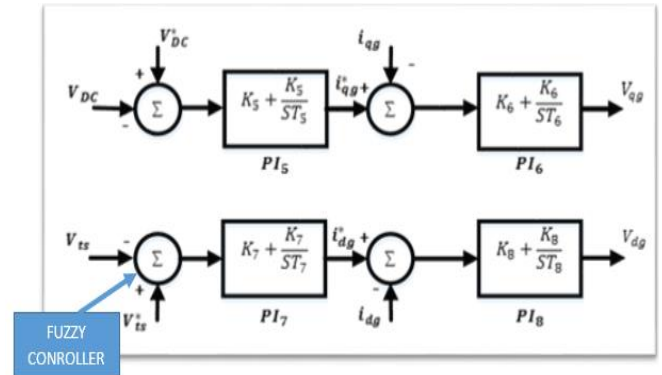 V*DC
iqg
+
-
VDC
Σ
K5 + K5/ST5
i*qg +
Σ
K6 + K6/ST6
Vqg
-
PI5
PI6
Vts
-
Σ
K7 + K7/ST7
i*dg +
Σ
K8 + K8/ST8
Vdg
+
-
V*ts
PI7
idg
PI8
FUZZY
CONROLLER